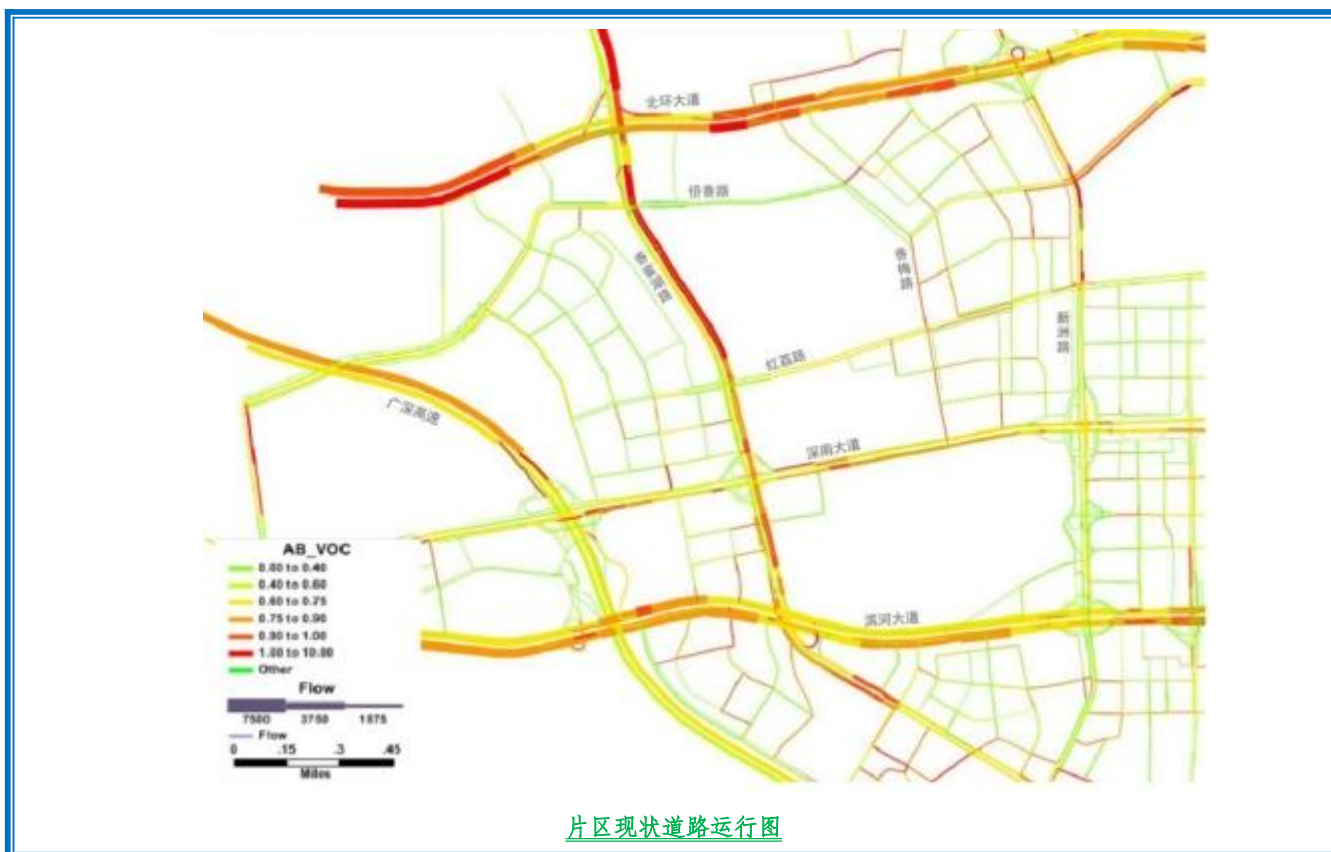 北环大道
侨香路
香梅路
新洲路
红荔路
广深高速
深南大道
滨河大道
AB_VOC
0.00 to 0.40
0.40 to 0.60
0.60 to 0.75
0.75 to 0.90
0.90 to 1.00
1.00 to 10.00
Other
Flow
7500 3750 1875
Flow
0 .15 .3 .45
Miles
片区现状道路运行图